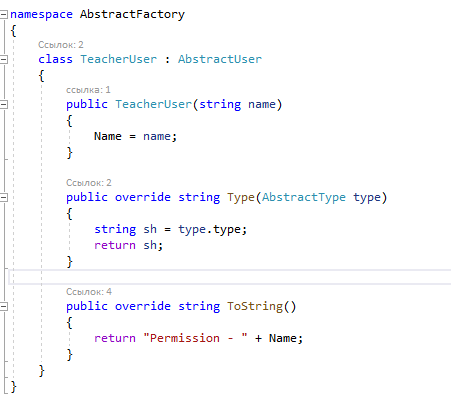 namespace AbstractFactory
{
Ссылок: 2
class TeacherUser : AbstractUser
{
ссылка: 1
public TeacherUser(string name)
{
Name = name;
}
Ссылок: 2
public override string Type(AbstractType type)
{
string sh = type.type;
return sh;
}
Ссылок: 4
public override string ToString()
{
return "Permission - " + Name;
}
}
}